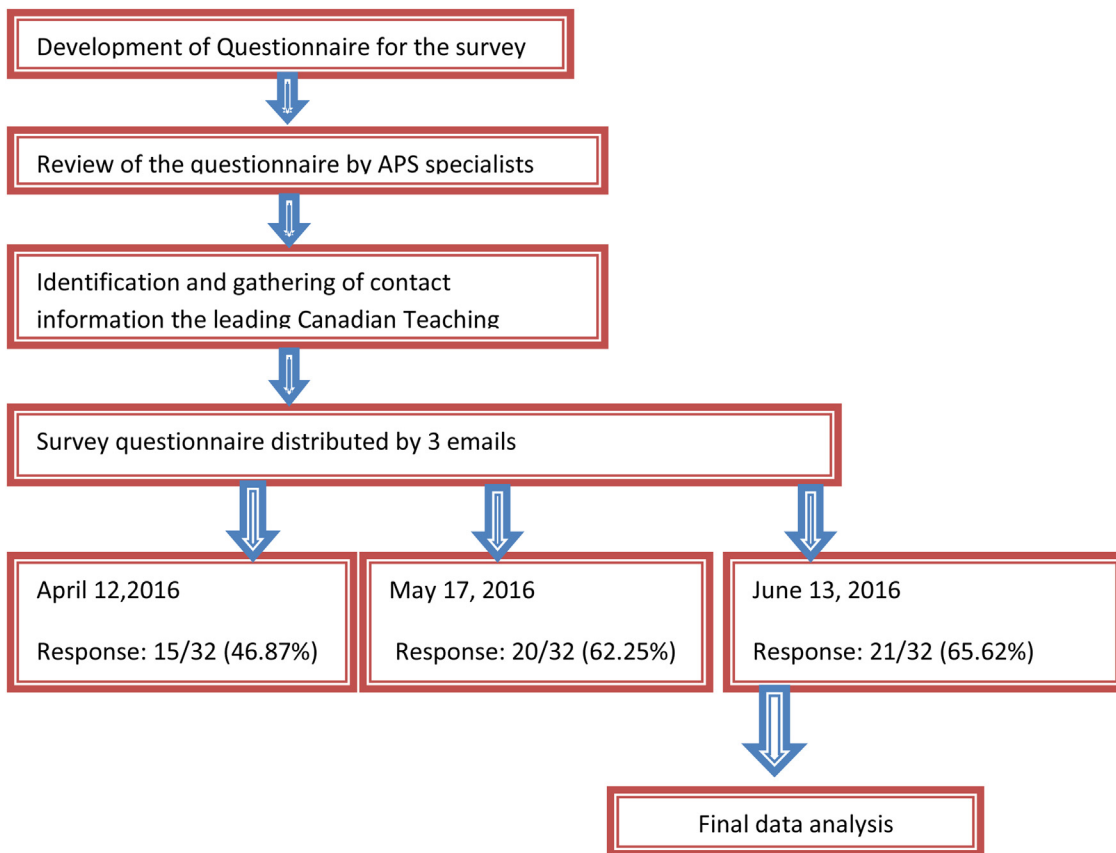 Development of Questionnaire for the survey
Review of the questionnaire by APS specialists
Identification and gathering of contact
information the leading Canadian Teaching
Survey questionnaire distributed by 3 emails
April 12,2016
Response: 15/32 (46.87%)
May 17, 2016
Response: 20/32 (62.25%)
June 13, 2016
Response: 21/32 (65.62%)
Final data analysis